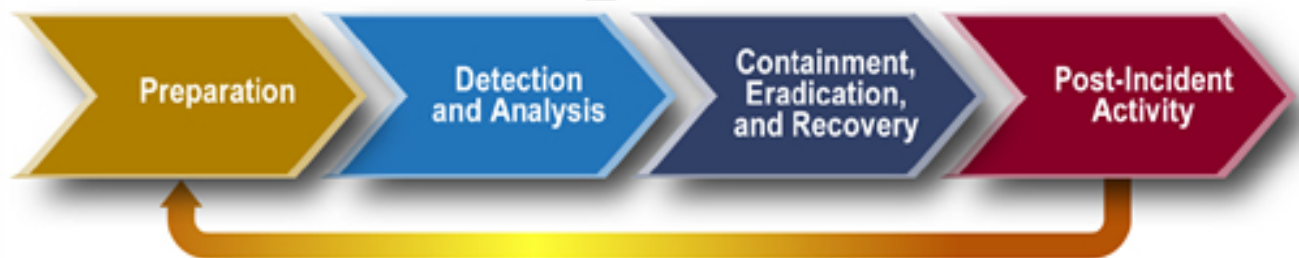 Preparation
Detection
and Analysis
Containment,
Eradication,
and Recovery
Post-Incident
Activity